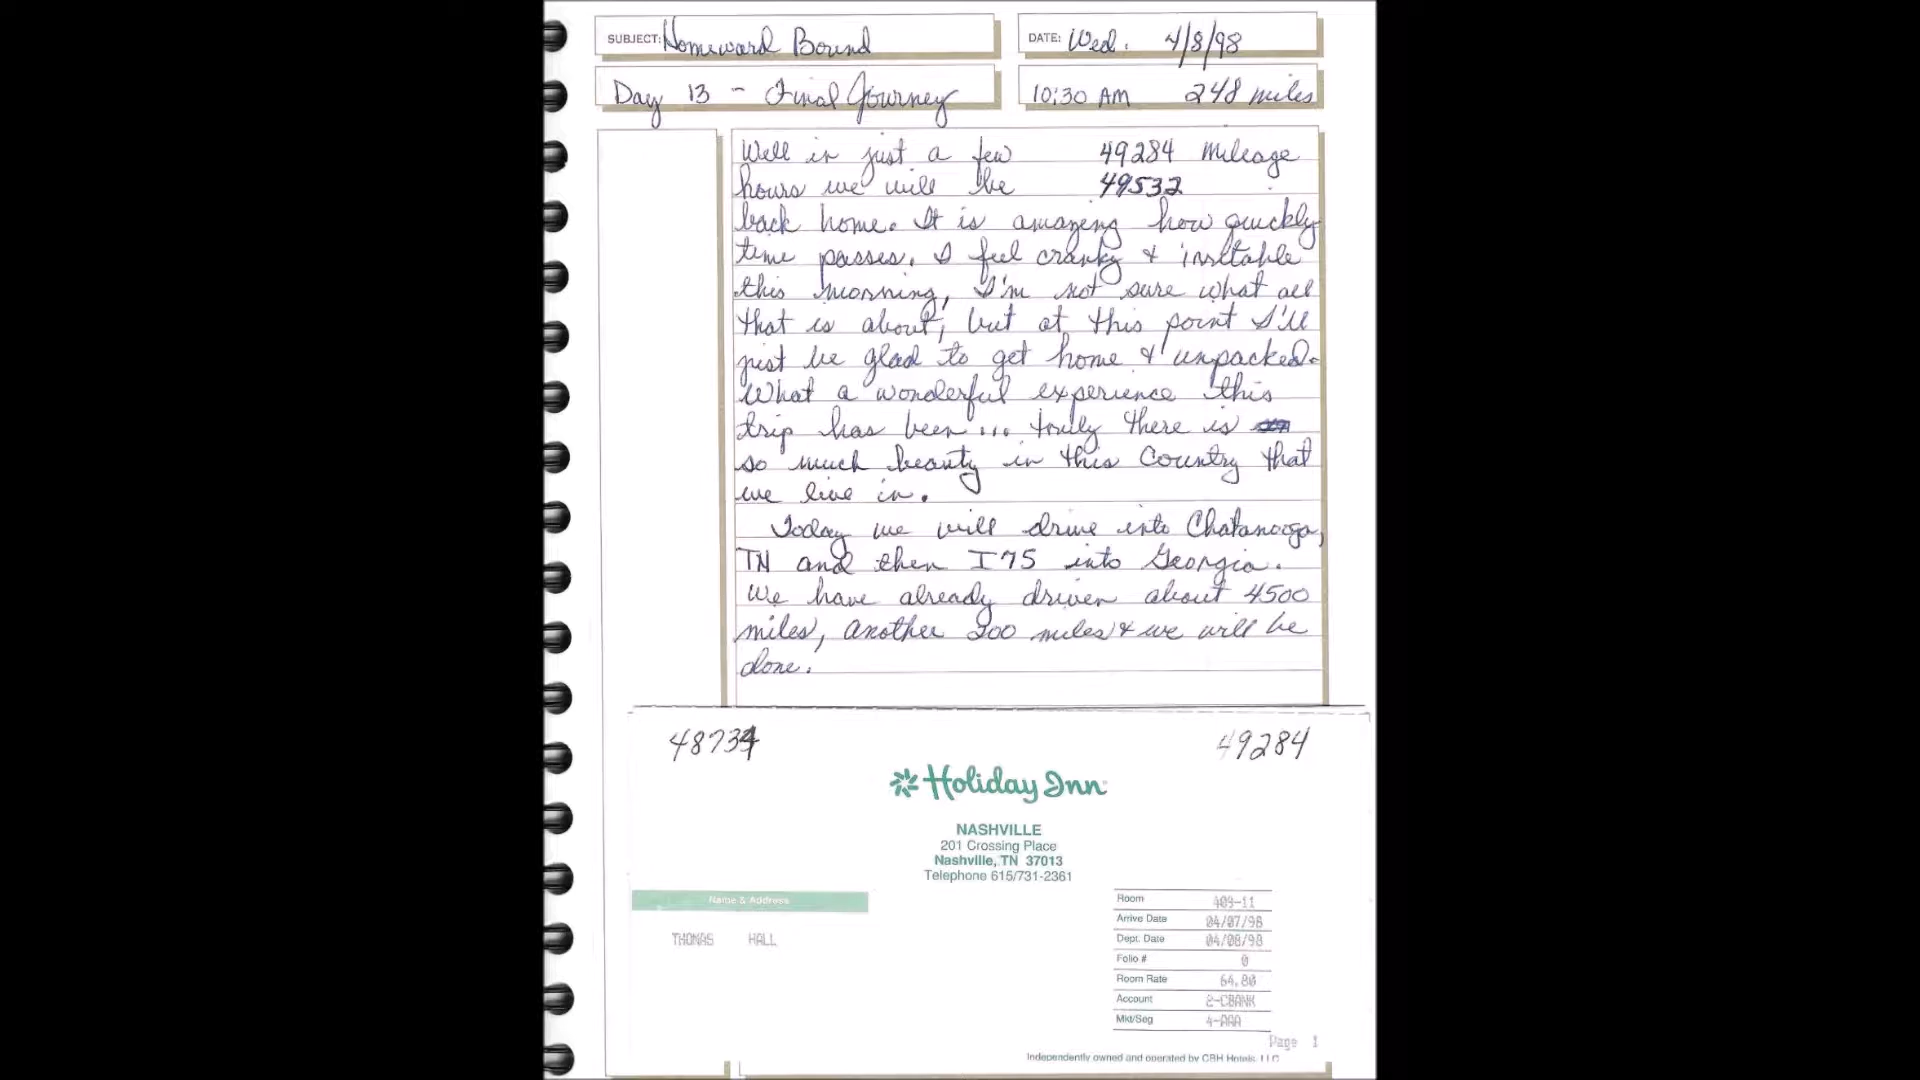 SUBJECT: Homeward Bound
DATE: Wed. 4/8/98
Day 13 - Final Journey
10:30 AM 248 miles
Well in just a few 49284 Mileage
hours we will be 49532
back home. It is amazing how quickly
time passes. I feel cranky & irritable
this morning, I'm not sure what all
that is about, but at this point I'll
just be glad to get home & unpacked.
What a wonderful experience this
trip has been... truly there is
so much beauty in this Country that
we live in.
Today we will drive into Chatanooga,
TN and then I75 into Georgia.
We have already driven about 4500
miles, another 200 miles & we will be
done.
48734 49284
Holiday Inn
NASHVILLE
201 Crossing Place
Nashville, TN 37013
Telephone 615/731-2361
Name & Address
THOMAS HALL
Room 409-11
Arrive Date 04/07/98
Dept. Date 04/08/98
Folio # 0
Room Rate 64.80
Account 2-CBANK
Mkt/Seg 4-AAA
Page 1
Independently owned and operated by CBH Hotels, LLC